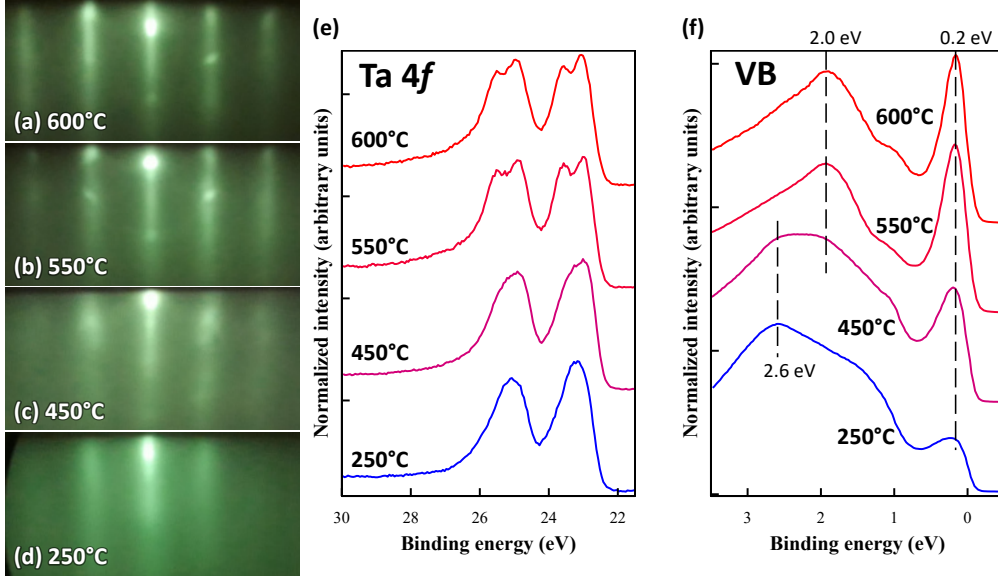 (a) 600°C
(b) 550°C
(c) 450°C
(d) 250°C
(e)
Ta 4f
600°C
550°C
450°C
250°C
Normalized intensity (arbitrary units)
30 28 26 24 22
Binding energy (eV)
(f)
2.0 eV 0.2 eV
VB
600°C
550°C
450°C
2.6 eV
250°C
Normalized intensity (arbitrary units)
3 2 1 0
Binding energy (eV)